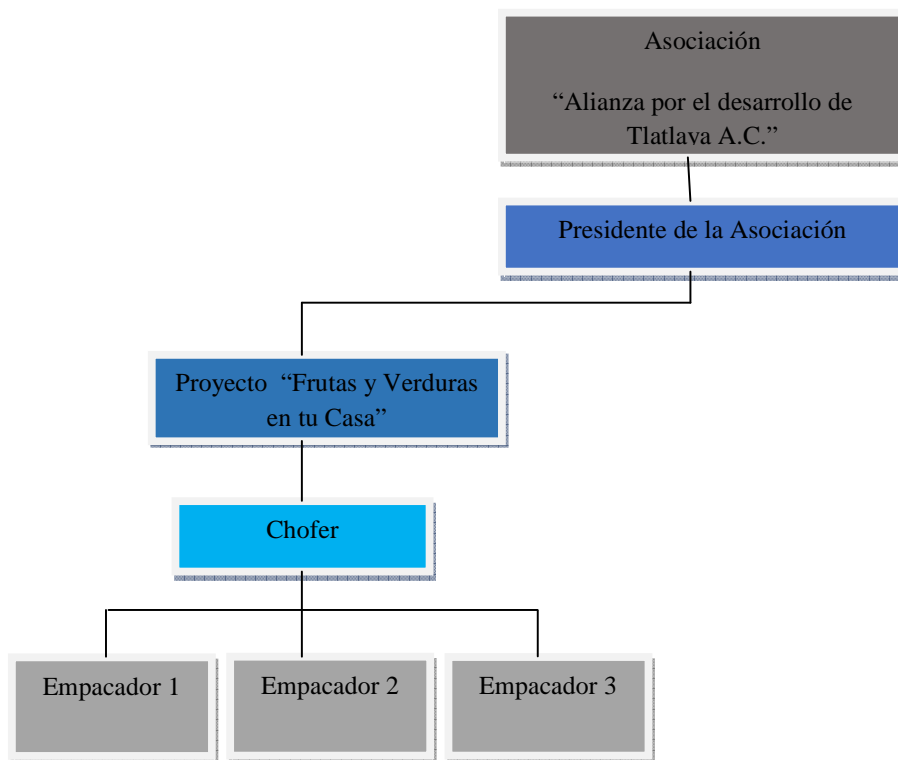 Asociación
“Alianza por el desarrollo de
Tlatlaya A.C.”
Presidente de la Asociación
Proyecto “Frutas y Verduras
en tu Casa”
Chofer
Empacador 1
Empacador 2
Empacador 3